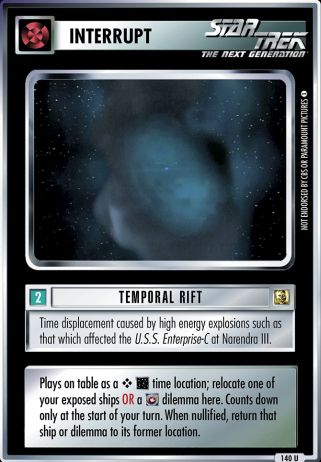 INTERRUPT
STAR TREK
THE NEXT GENERATION
NOT ENDORSED BY CBS OR PARAMOUNT PICTURES
2
TEMPORAL RIFT
Time displacement caused by high energy explosions such as
that which affected the U.S.S. Enterprise-C at Narendra III.
Plays on table as a time location; relocate one of
your exposed ships OR a dilemma here. Counts down
only at the start of your turn. When nullified, return that
ship or dilemma to its former location.
140 U